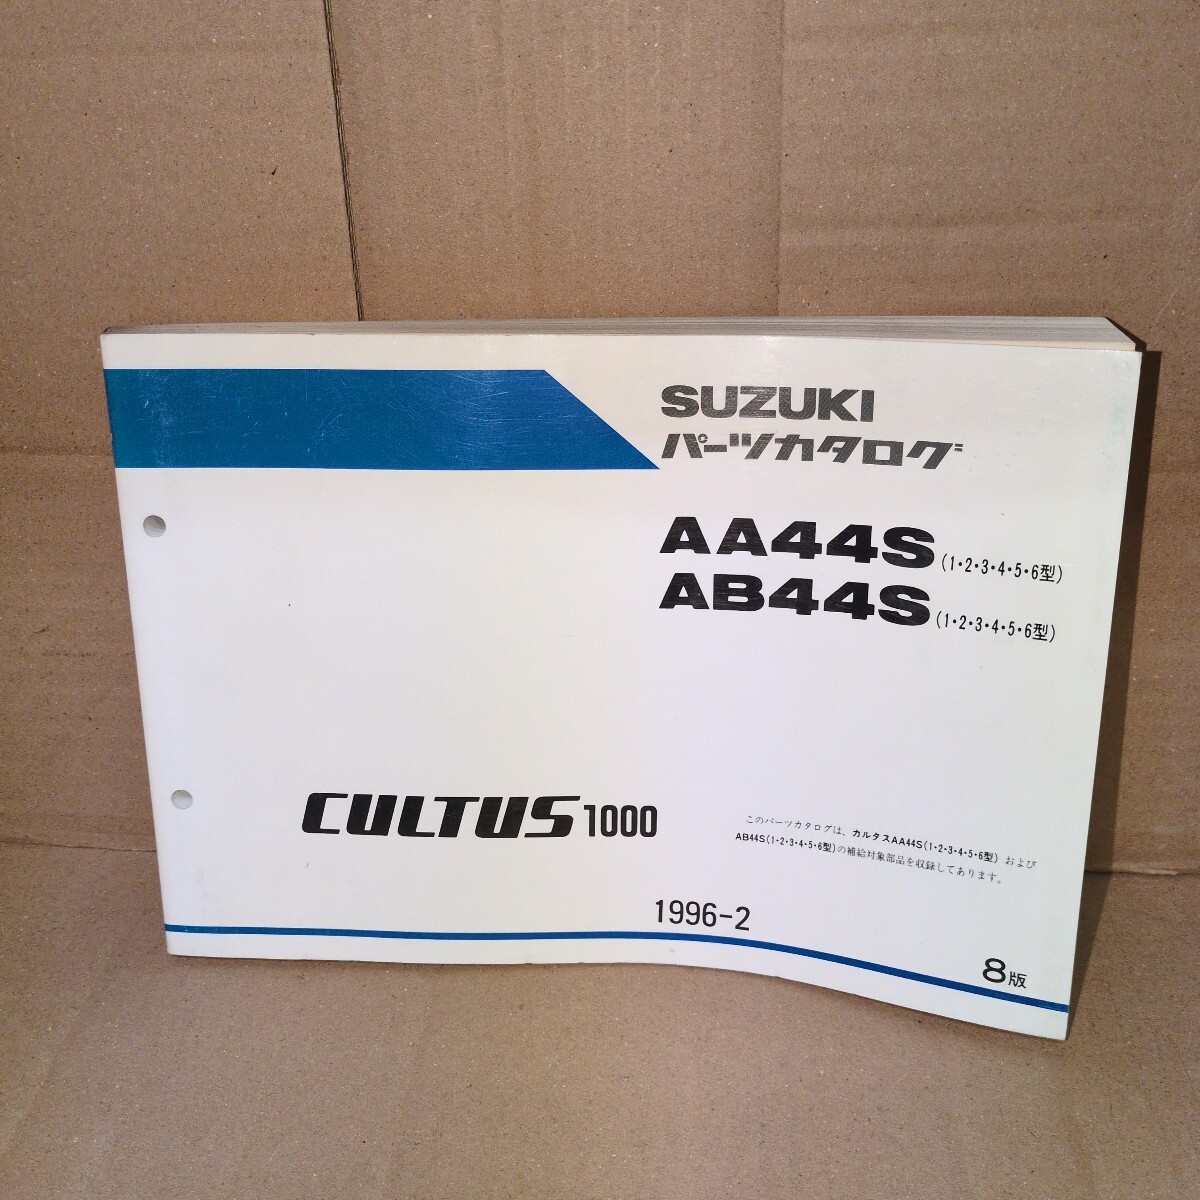 SUZUKI
パーツカタログ
AA44S(1・2・3・4・5・6型)
AB44S(1・2・3・4・5・6型)
CULTUS 1000
このパーツカタログは、カルタスAA44S(1・2・3・4・5・6型) および
AB44S(1・2・3・4・5・6型)の補給対象部品を収録してあります。
1996-2
8版